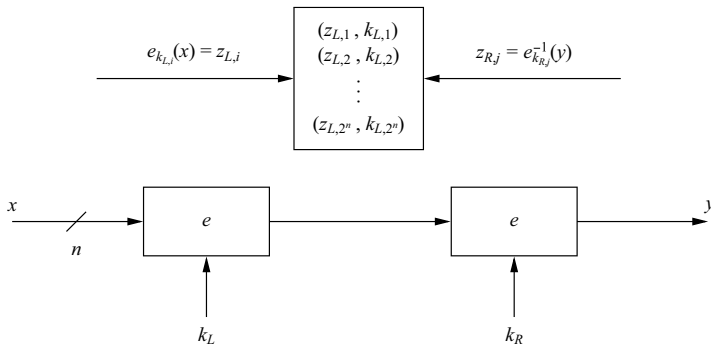 (z_{L,1} , k_{L,1})
e_{k_{L,i}}(x) = z_{L,i}
(z_{L,2} , k_{L,2})
z_{R,j} = e^{-1}_{k_{R,j}}(y)
⋮
(z_{L,2^n} , k_{L,2^n})
x
n
e
e
y
k_L
k_R